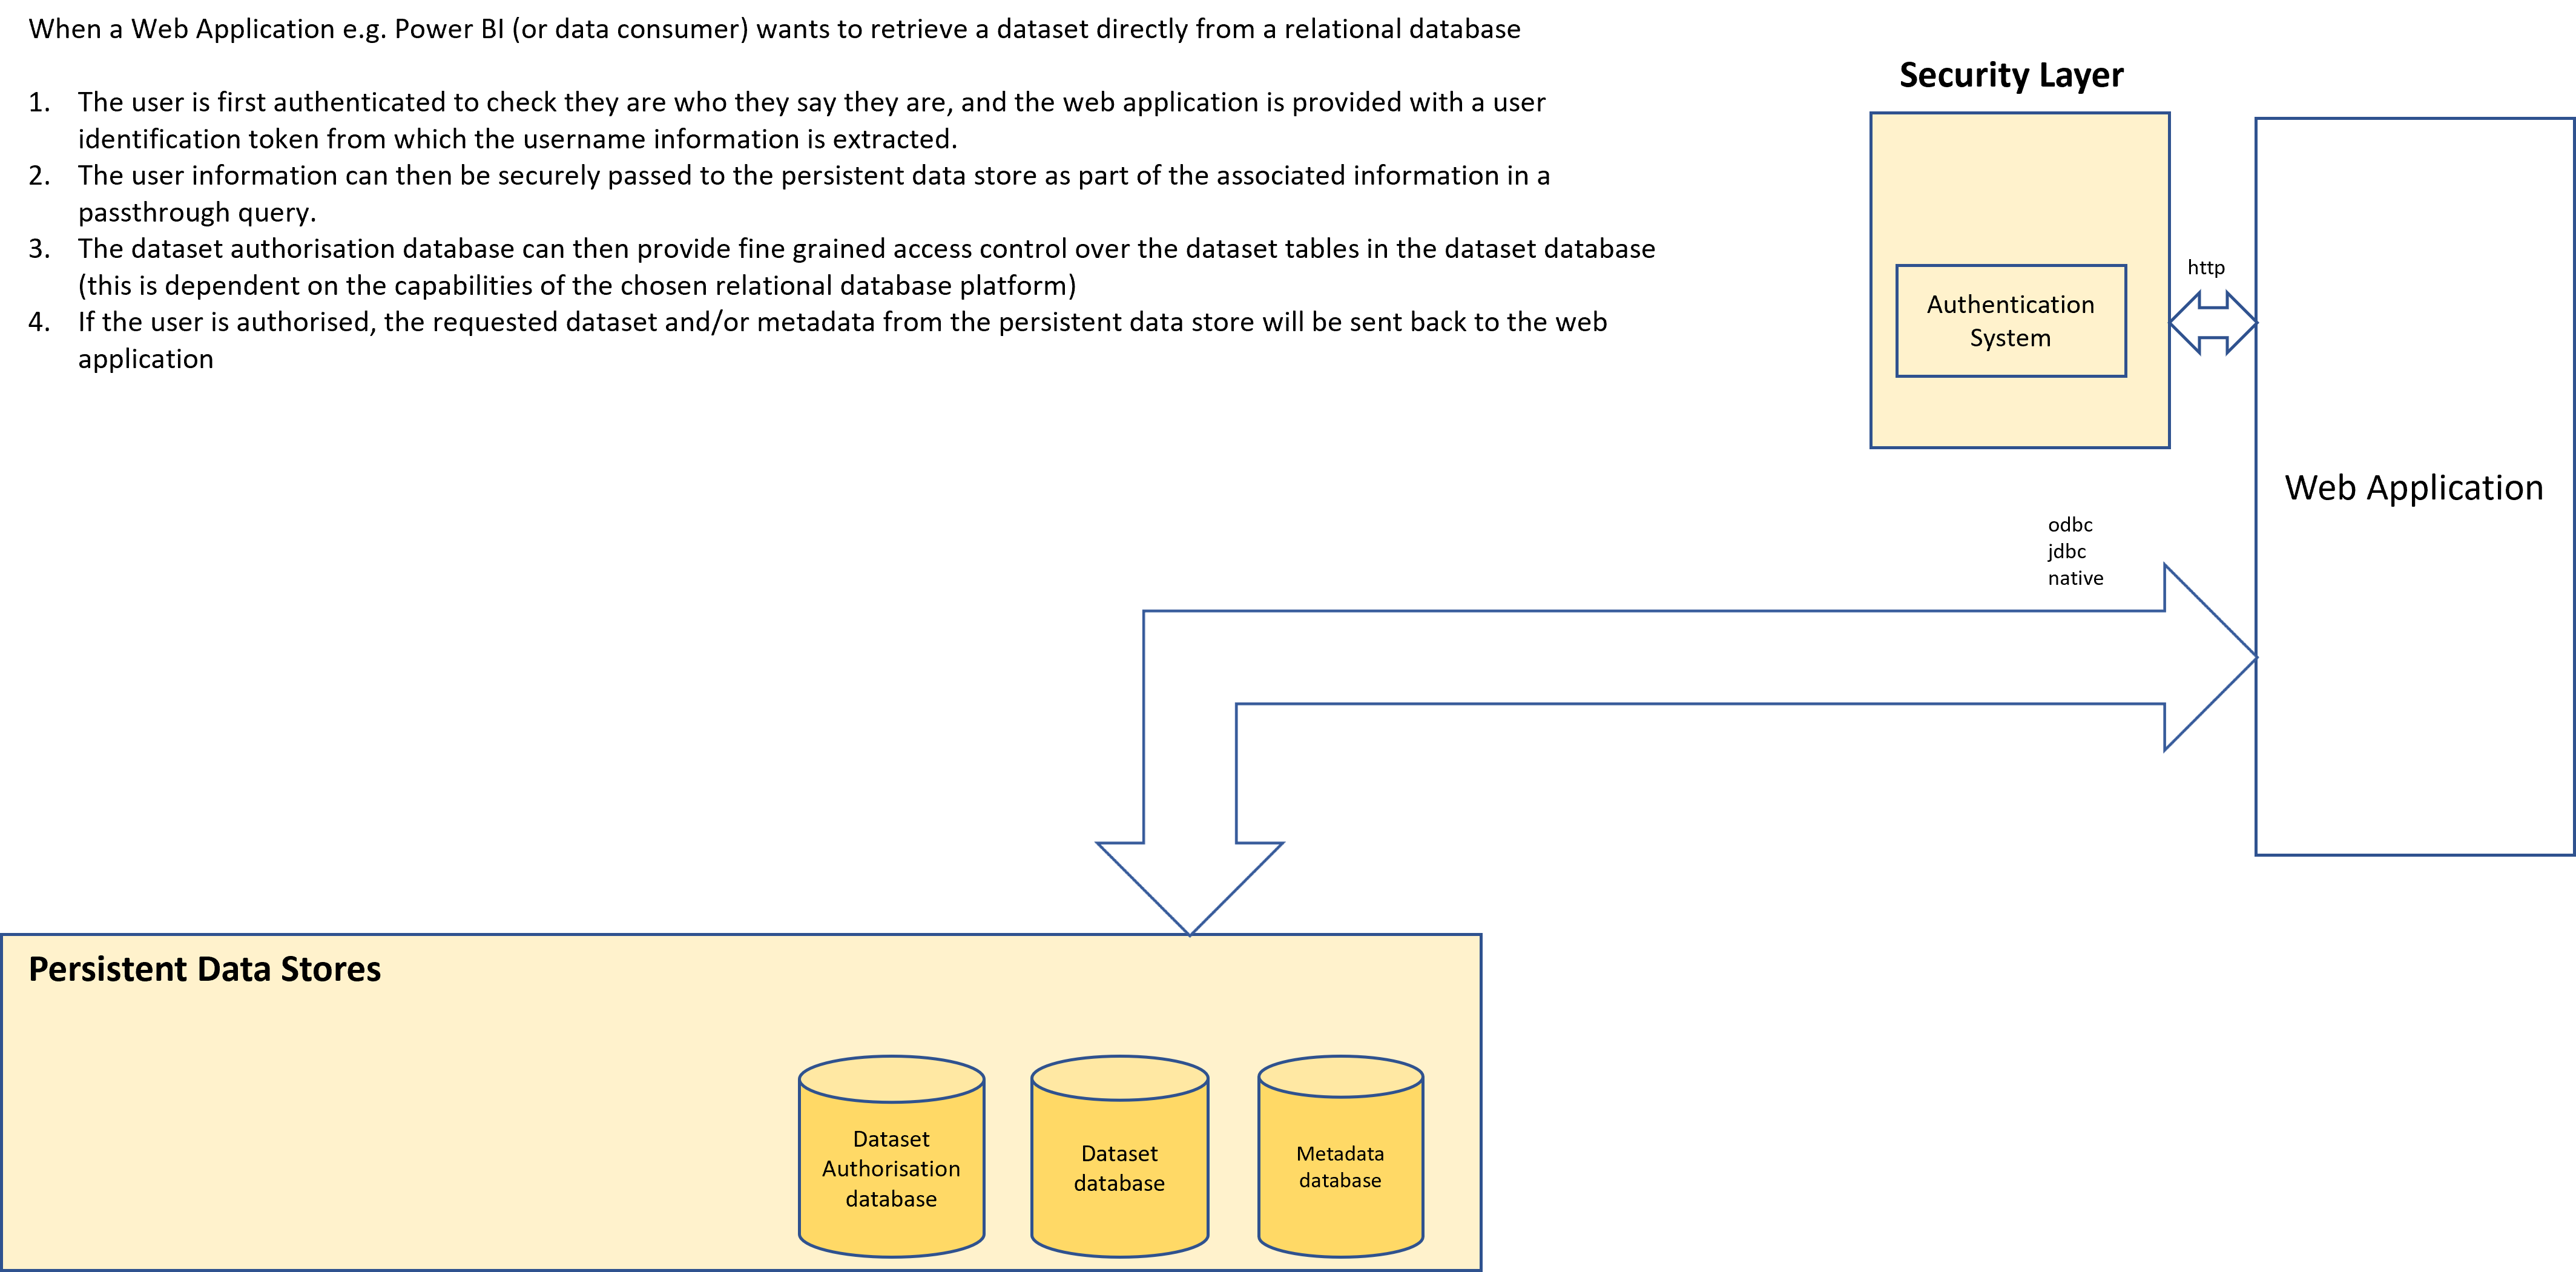 When a Web Application e.g. Power BI (or data consumer) wants to retrieve a dataset directly from a relational database
1. The user is first authenticated to check they are who they say they are, and the web application is provided with a user
identification token from which the username information is extracted.
2. The user information can then be securely passed to the persistent data store as part of the associated information in a
passthrough query.
3. The dataset authorisation database can then provide fine grained access control over the dataset tables in the dataset database
(this is dependent on the capabilities of the chosen relational database platform)
4. If the user is authorised, the requested dataset and/or metadata from the persistent data store will be sent back to the web
application
Security Layer
Authentication
System
http
Web Application
odbc
jdbc
native
Persistent Data Stores
Dataset
Authorisation
database
Dataset
database
Metadata
database